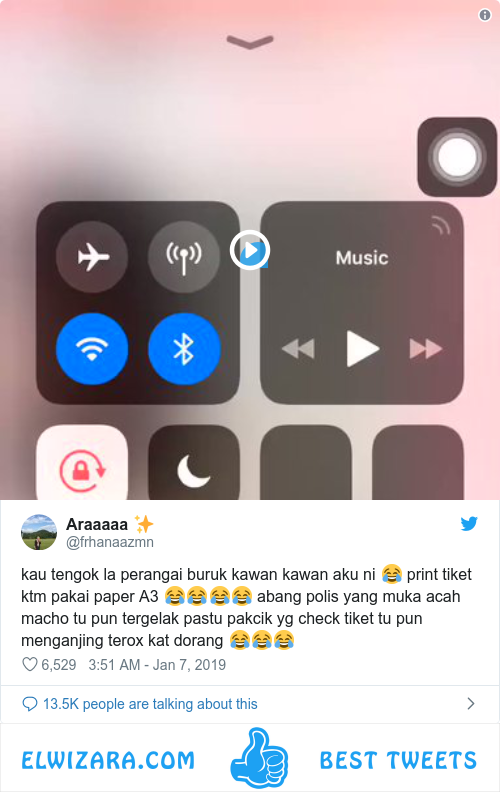 Music
Araaaaa ✨
@frhanaazmn
kau tengok la perangai buruk kawan kawan aku ni 😂 print tiket
ktm pakai paper A3 😂😂😂😂 abang polis yang muka acah
macho tu pun tergelak pastu pakcik yg check tiket tu pun
menganjing terox kat dorang 😂😂😂
6,529 3:51 AM - Jan 7, 2019
13.5K people are talking about this
ELWIZARA.COM BEST TWEETS